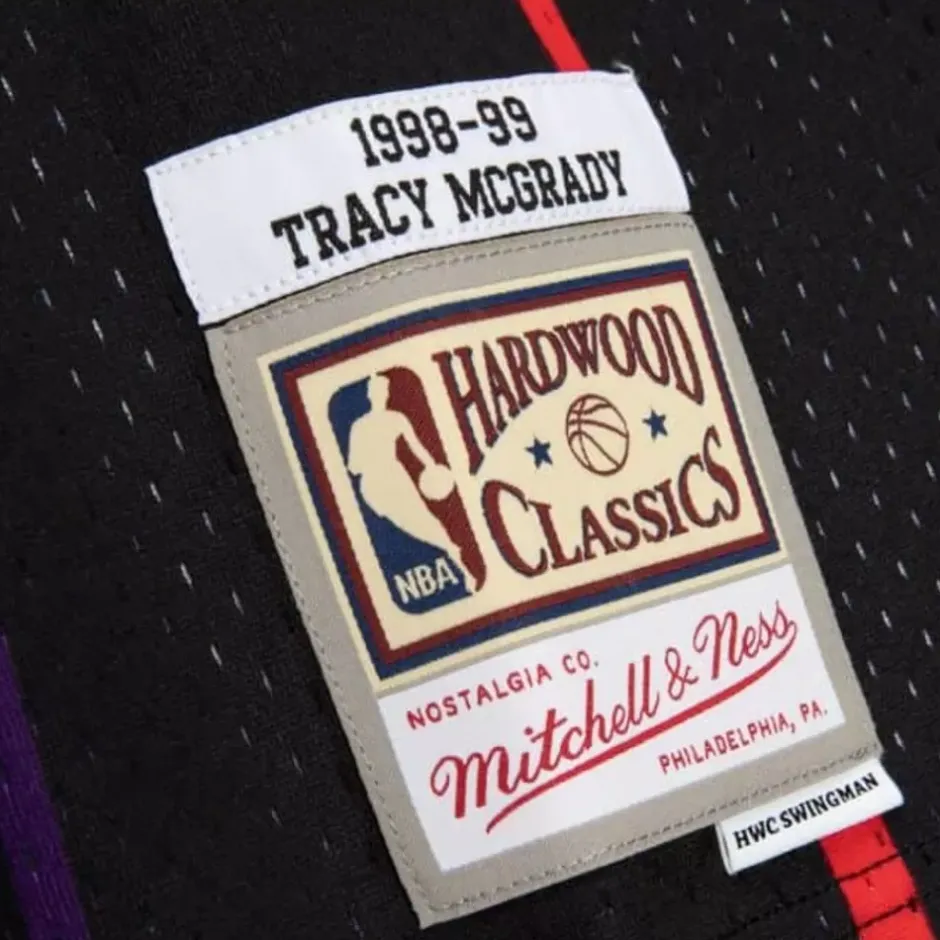 1998-99
TRACY MCGRADY
HARDWOOD
CLASSICS
NBA
NOSTALGIA CO.
Mitchell & Ness
PHILADELPHIA, PA.
HWC SWINGMAN